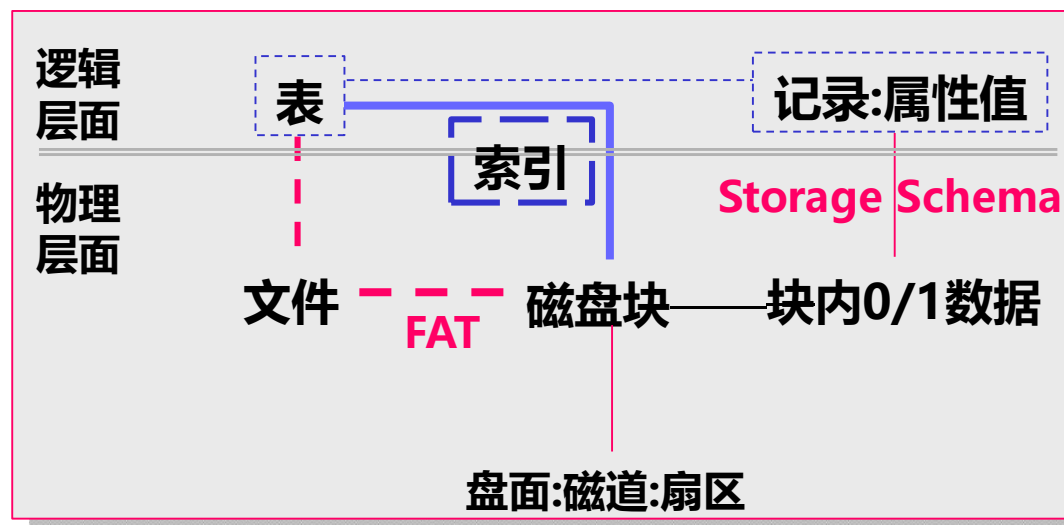 逻辑
层面
表
记录:属性值
索引
物理
层面
Storage Schema
文件
FAT
磁盘块
块内0/1数据
盘面:磁道:扇区